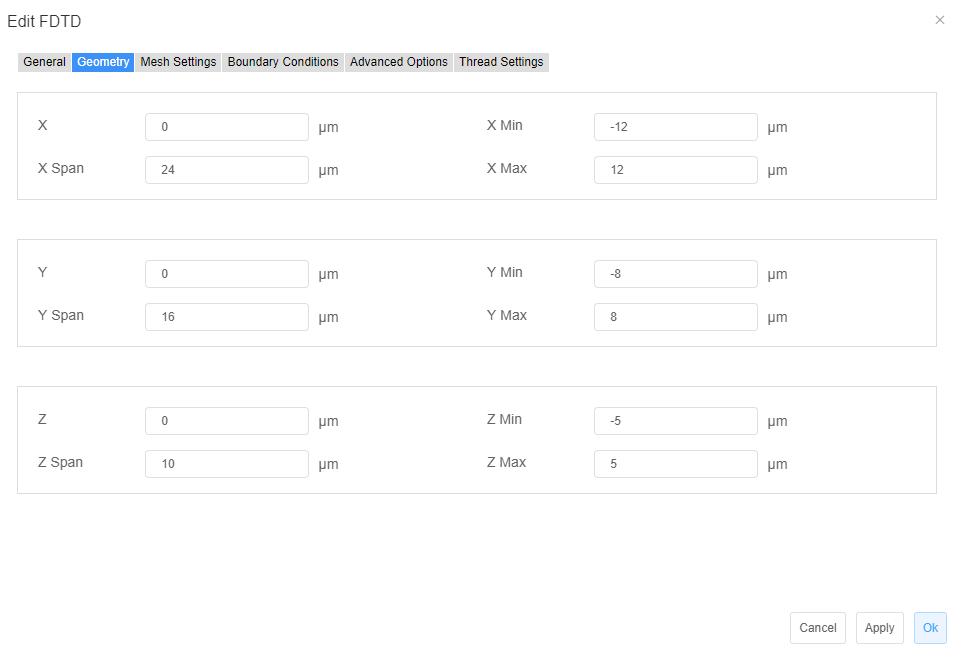 Edit FDTD
General Geometry Mesh Settings Boundary Conditions Advanced Options Thread Settings
X 0 µm X Min -12 µm
X Span 24 µm X Max 12 µm
Y 0 µm Y Min -8 µm
Y Span 16 µm Y Max 8 µm
Z 0 µm Z Min -5 µm
Z Span 10 µm Z Max 5 µm
Cancel Apply Ok